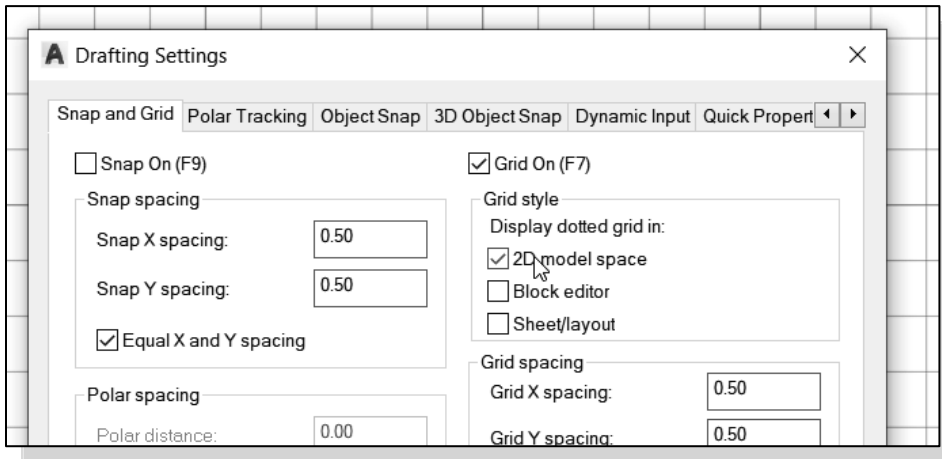 A Drafting Settings
Snap and Grid Polar Tracking Object Snap 3D Object Snap Dynamic Input Quick Propert
Snap On (F9)
Snap spacing
Snap X spacing: 0.50
Snap Y spacing: 0.50
Equal X and Y spacing
Polar spacing
Polar distance: 0.00
Grid On (F7)
Grid style
Display dotted grid in:
2D model space
Block editor
Sheet/layout
Grid spacing
Grid X spacing: 0.50
Grid Y spacing: 0.50